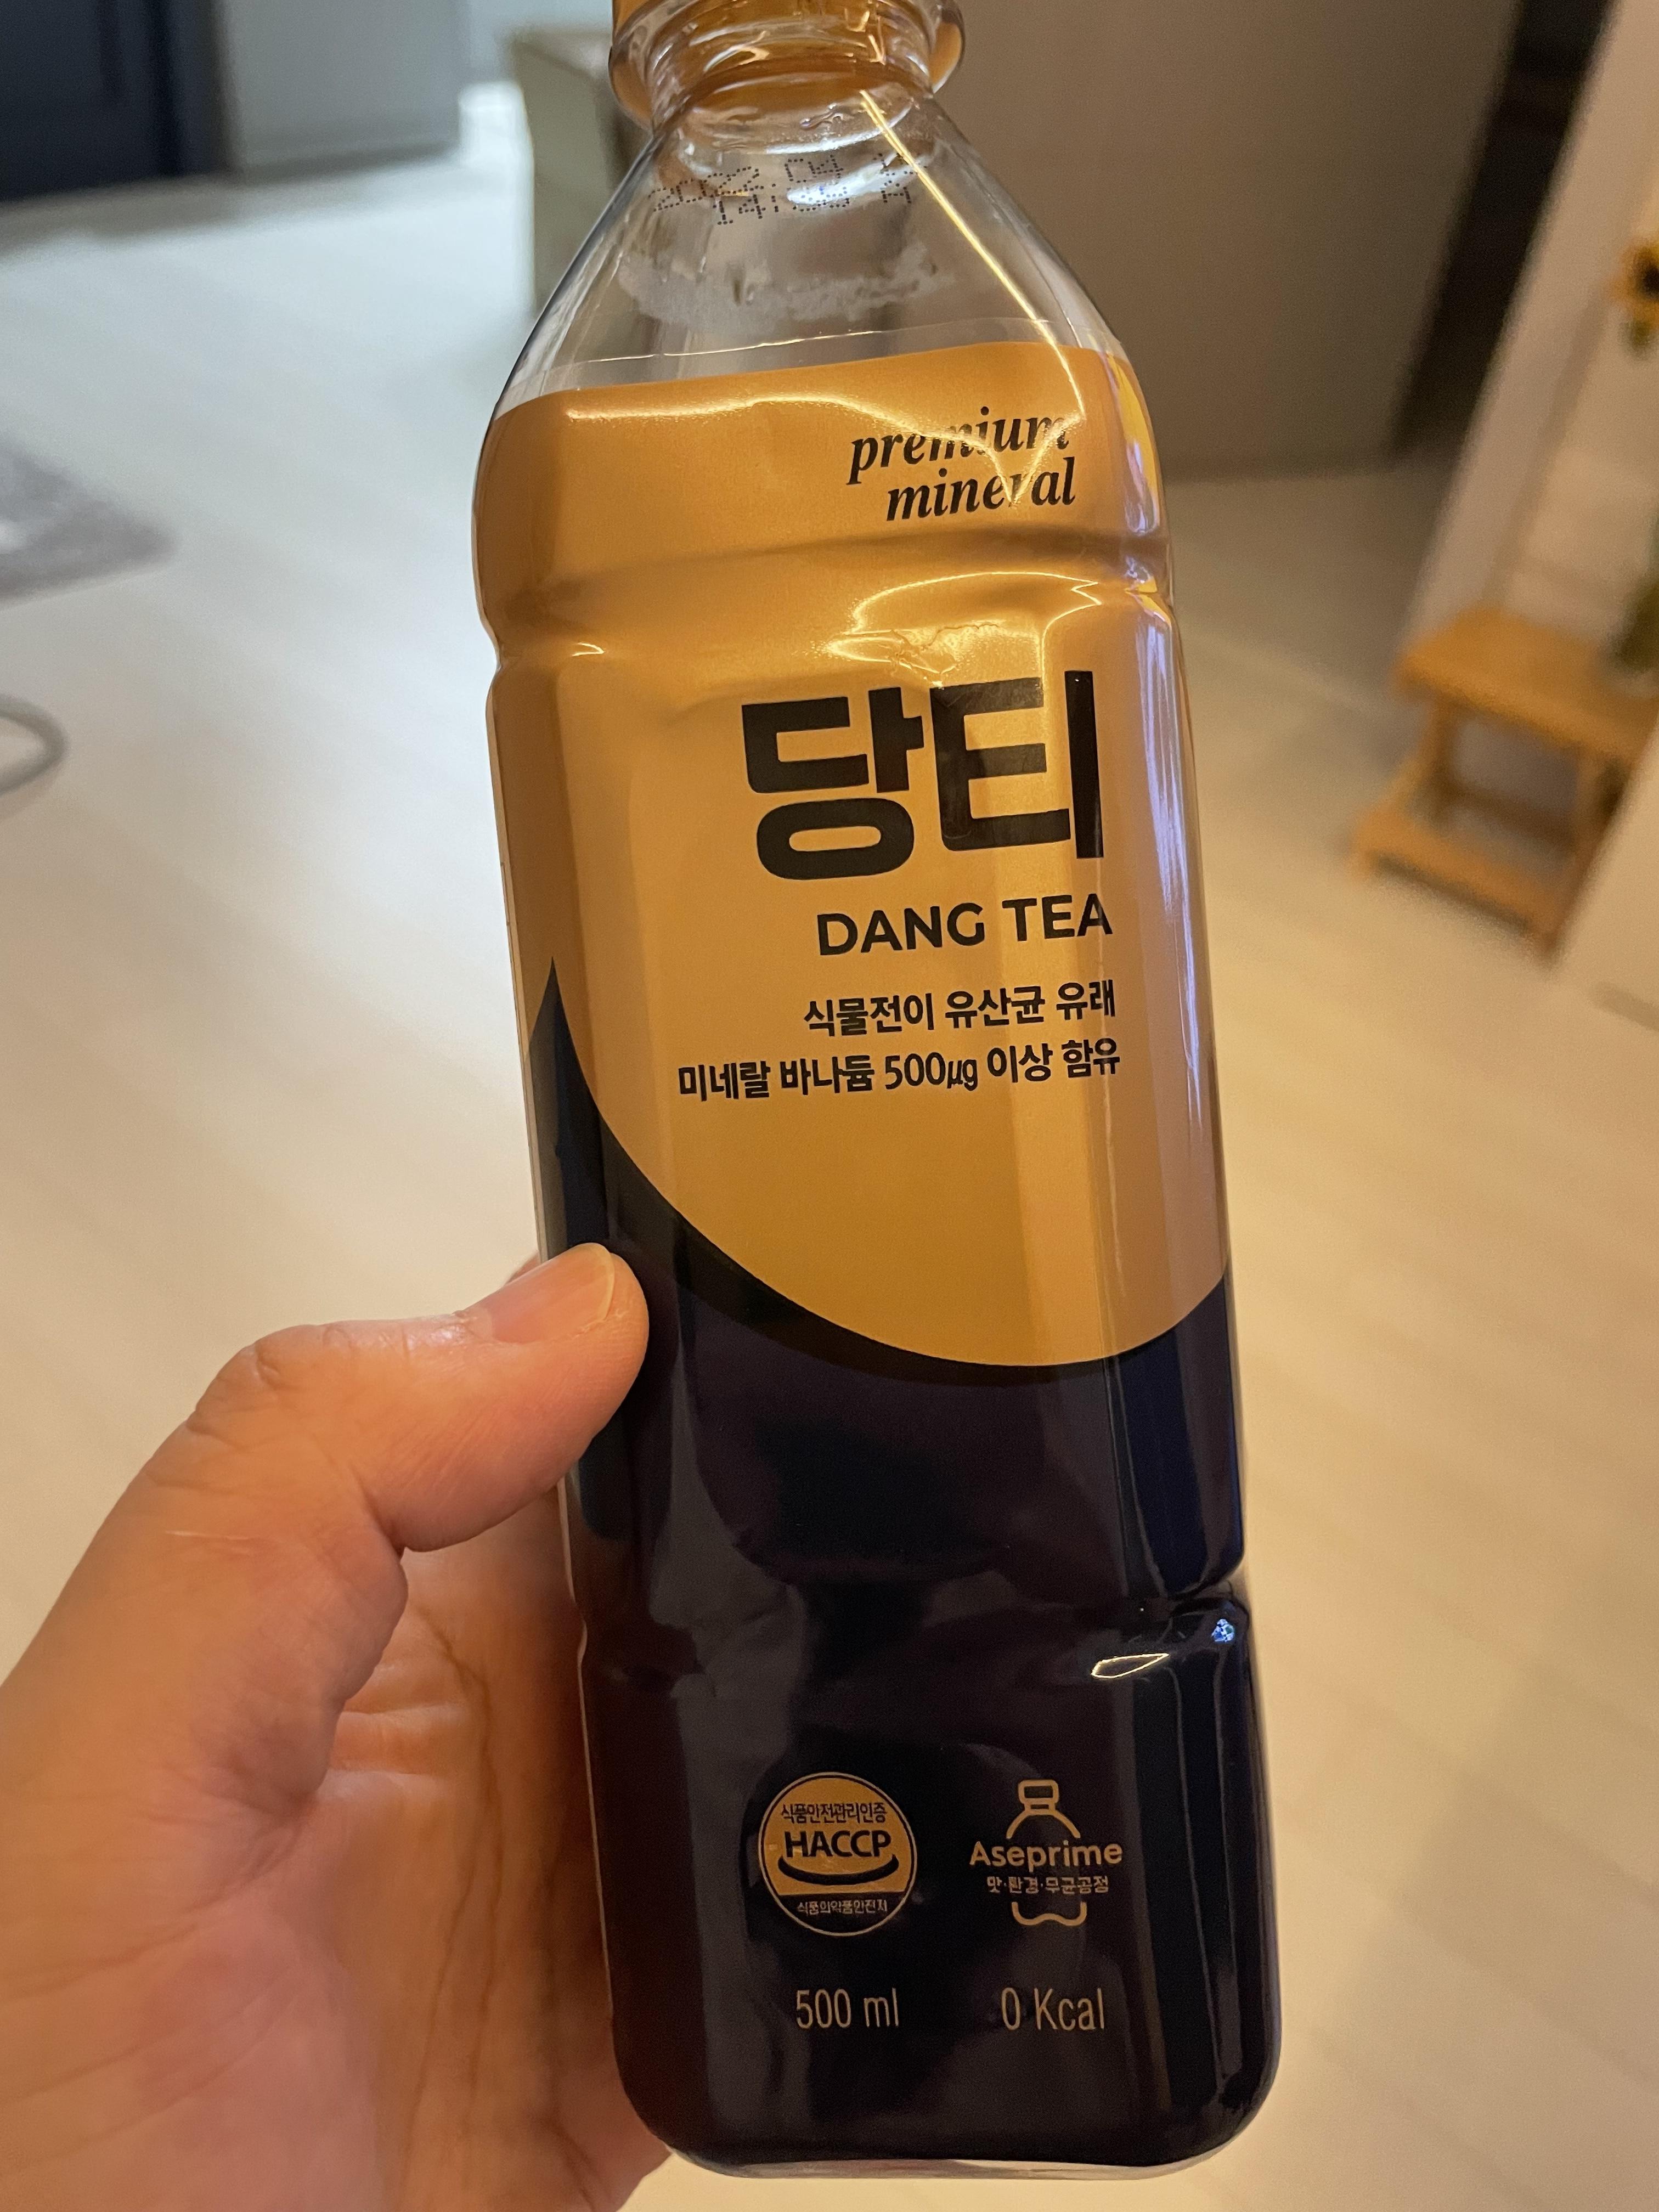 premium
mineral
당티
DANG TEA
식물전이 유산균 유래
미네랄 바나듐 500㎍ 이상 함유
식품안전관리인증
HACCP
식품의약품안전처
Aseprime
맛·환경·무균공정
500 ml
0 Kcal